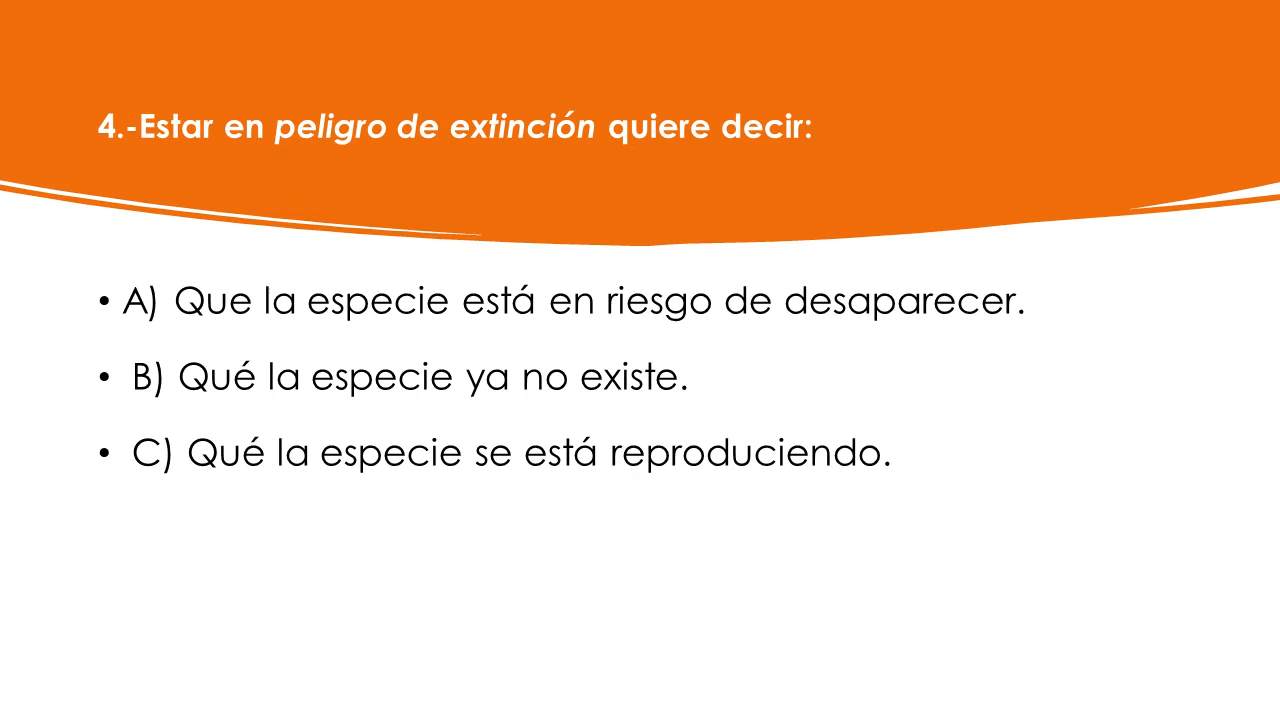 4.-Estar en peligro de extinción quiere decir:
• A) Que la especie está en riesgo de desaparecer.
• B) Qué la especie ya no existe.
• C) Qué la especie se está reproduciendo.